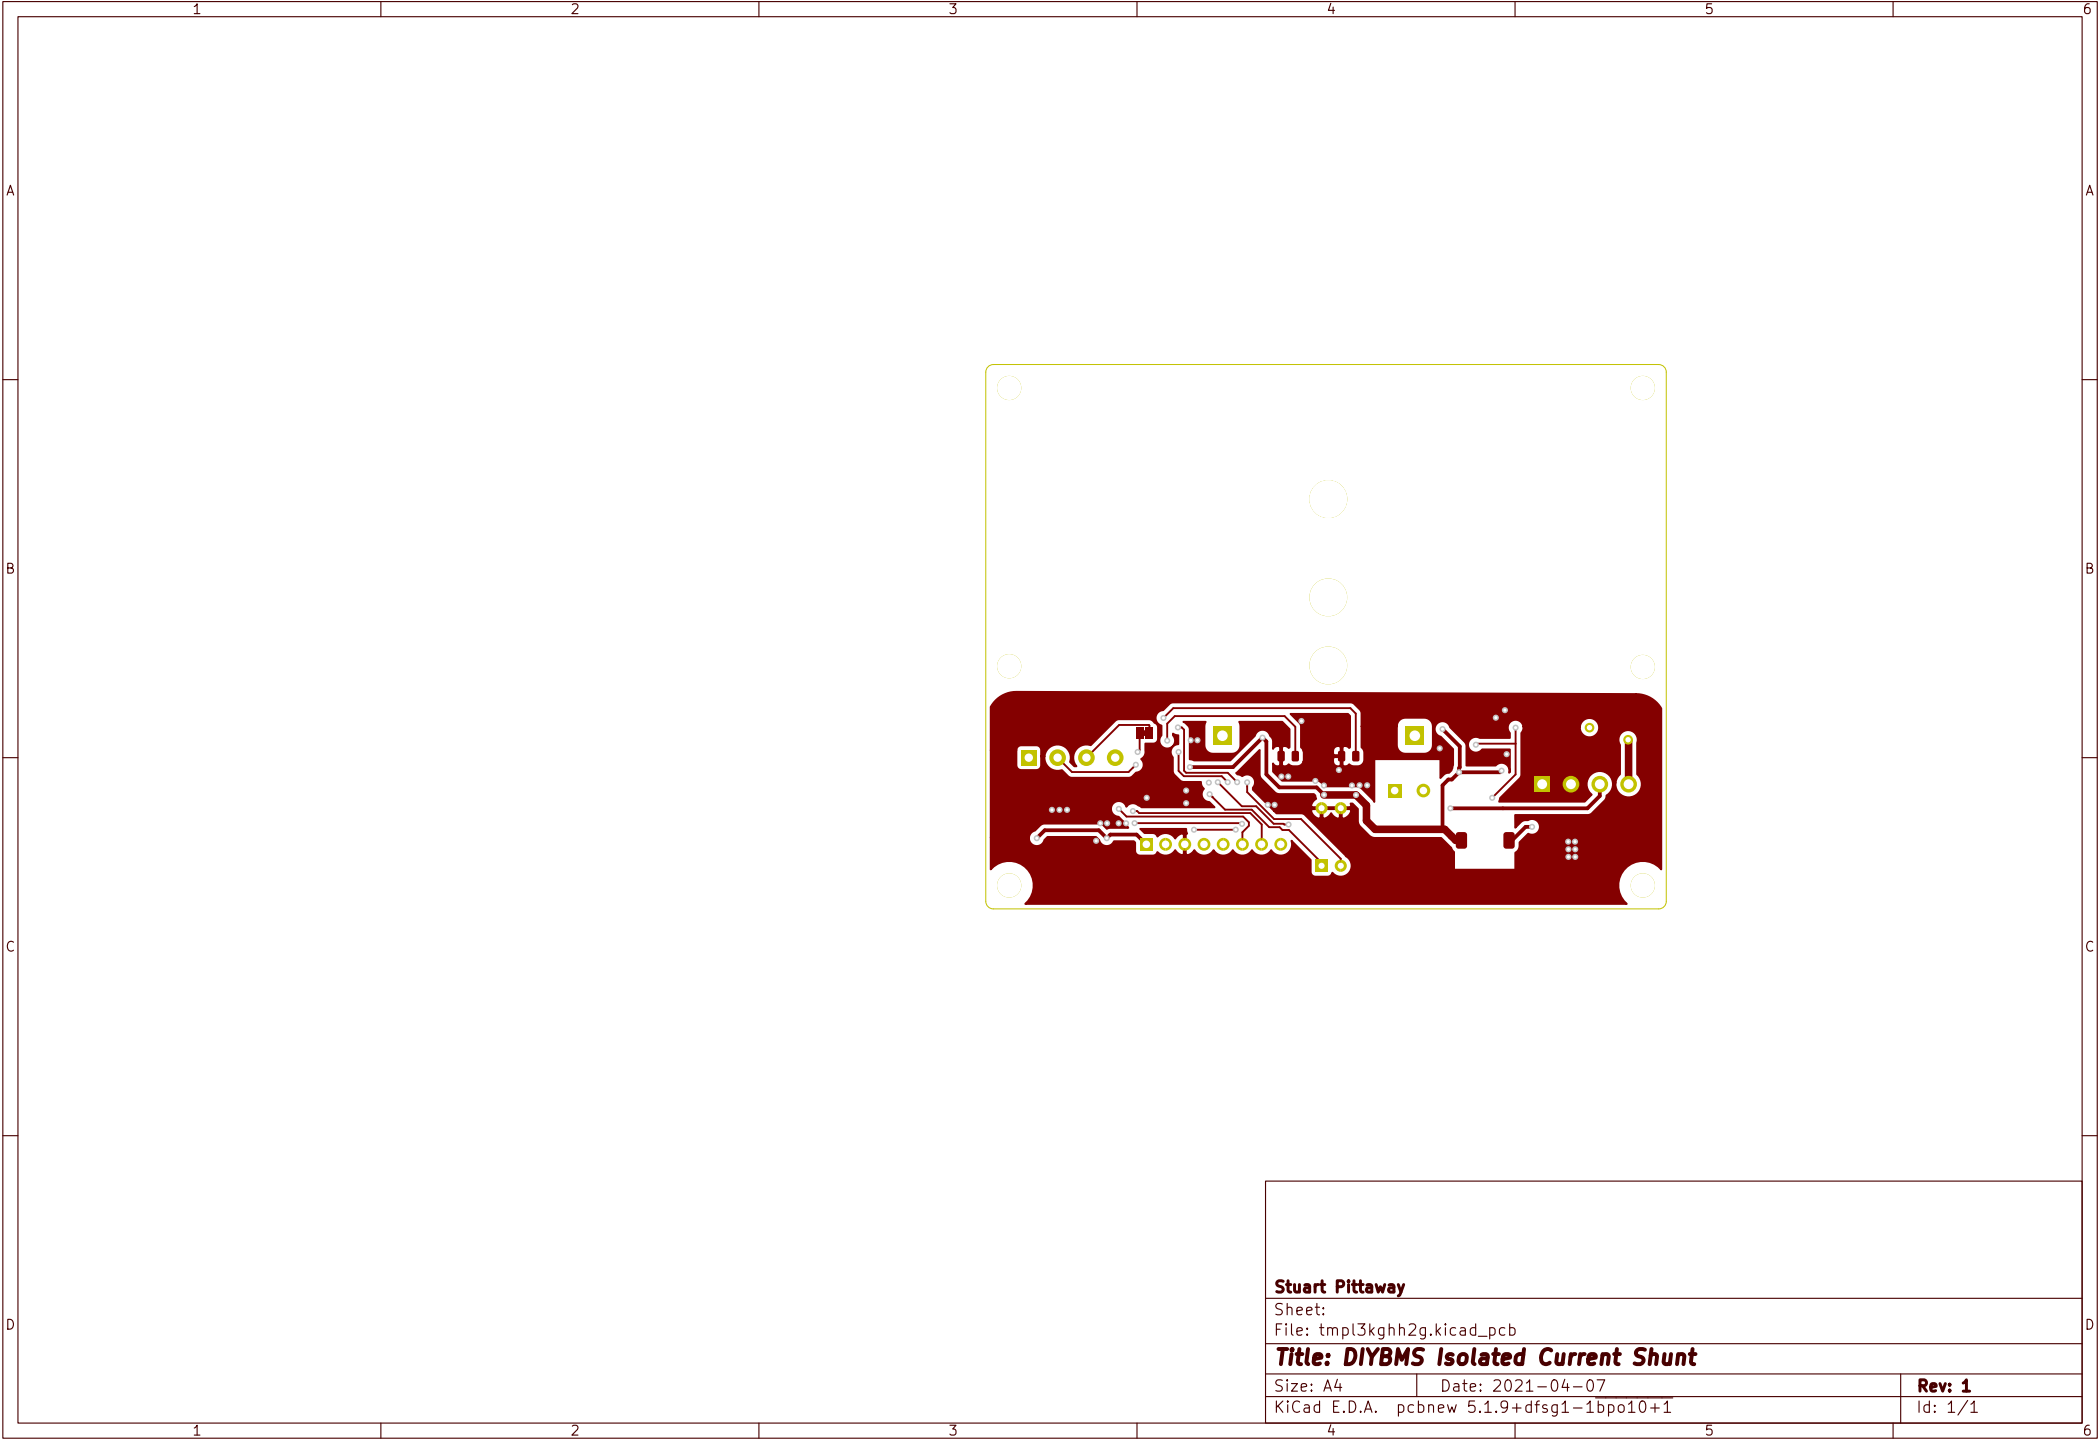 1 2 3 4 5 6
A A
B B
C C
Stuart Pittaway
Sheet:
File: tmpl3kghh2g.kicad_pcb
D D
Title: DIYBMS Isolated Current Shunt
Size: A4 Date: 2021-04-07 Rev: 1
KiCad E.D.A. pcbnew 5.1.9+dfsg1-1bpo10+1 Id: 1/1
1 2 3 4 5 6